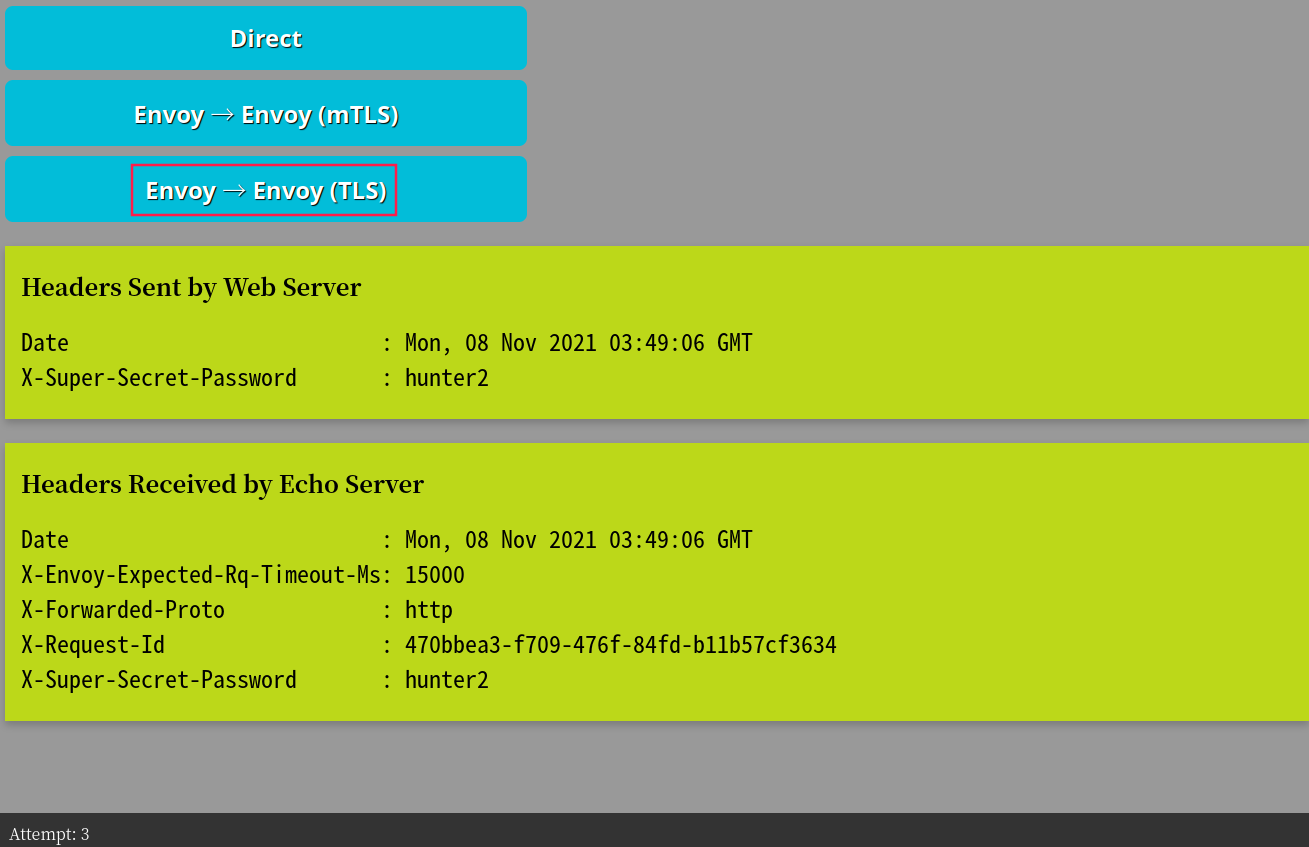 Direct
Envoy → Envoy (mTLS)
Envoy → Envoy (TLS)
Headers Sent by Web Server
Date : Mon, 08 Nov 2021 03:49:06 GMT
X-Super-Secret-Password : hunter2
Headers Received by Echo Server
Date : Mon, 08 Nov 2021 03:49:06 GMT
X-Envoy-Expected-Rq-Timeout-Ms: 15000
X-Forwarded-Proto : http
X-Request-Id : 470bbea3-f709-476f-84fd-b11b57cf3634
X-Super-Secret-Password : hunter2
Attempt: 3